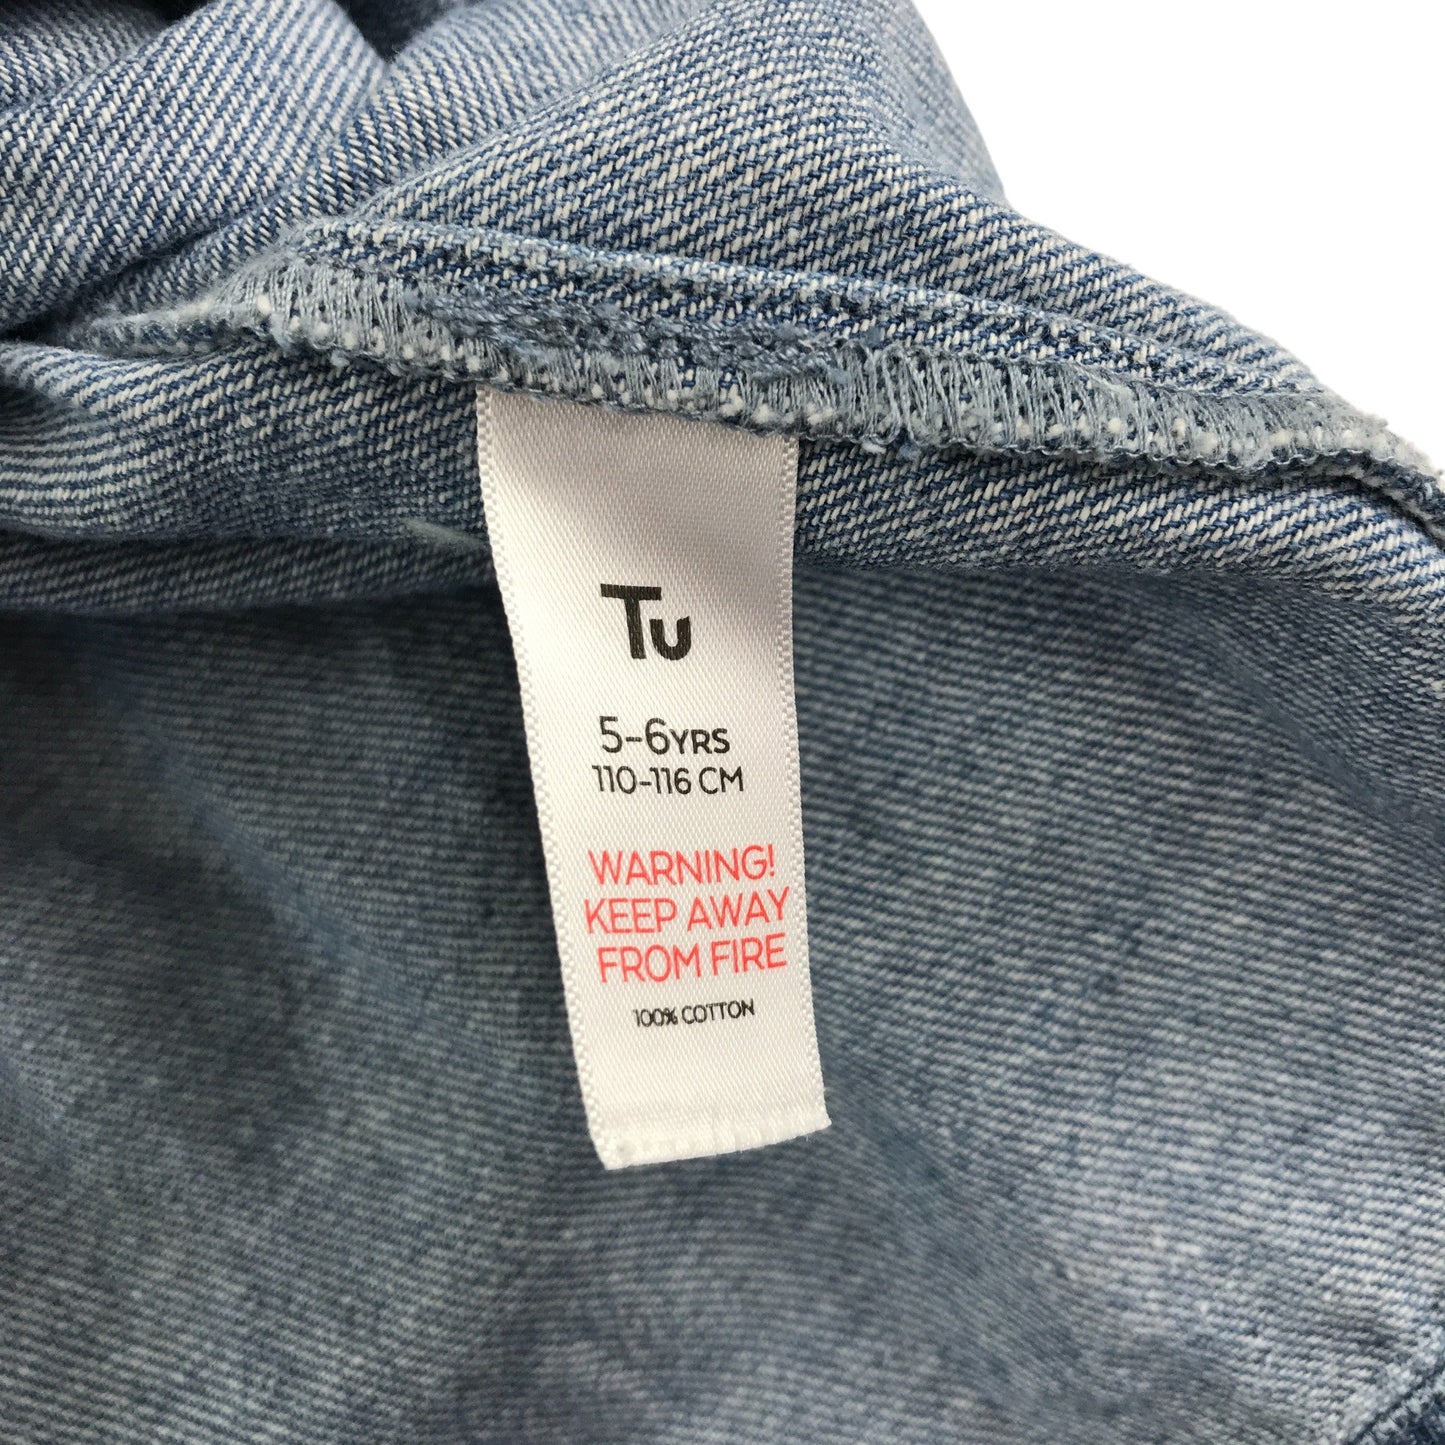 Tu
5-6YRS
110-116 CM
WARNING!
KEEP AWAY
FROM FIRE
100% COTTON